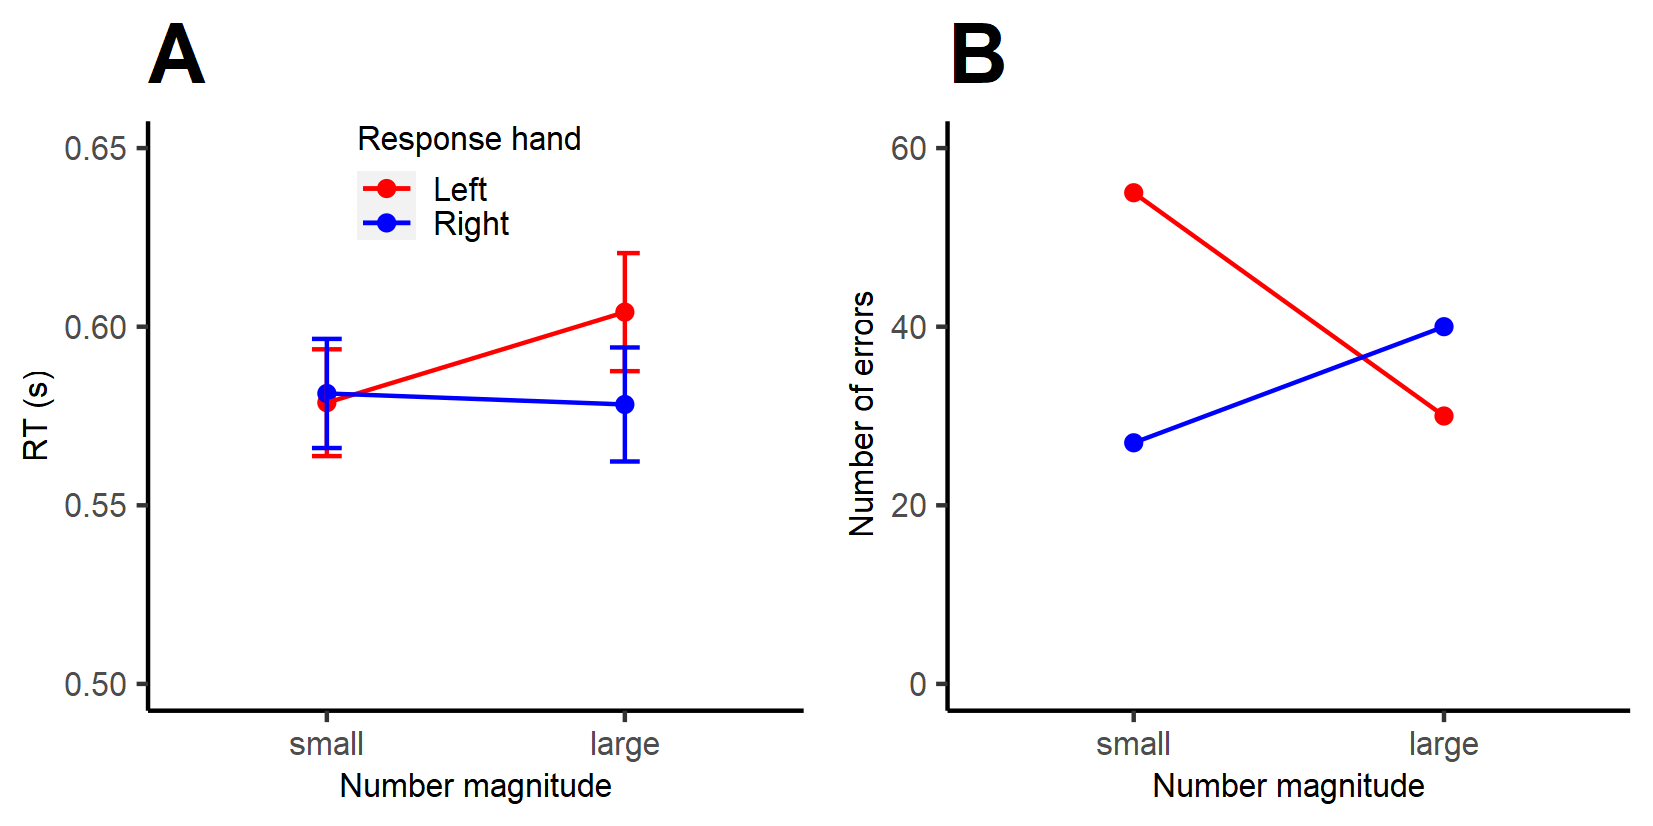 A
Response hand
Left
Right
0.65
0.60
0.55
0.50
RT (s)
small
large
Number magnitude
B
60
40
20
0
Number of errors
small
large
Number magnitude